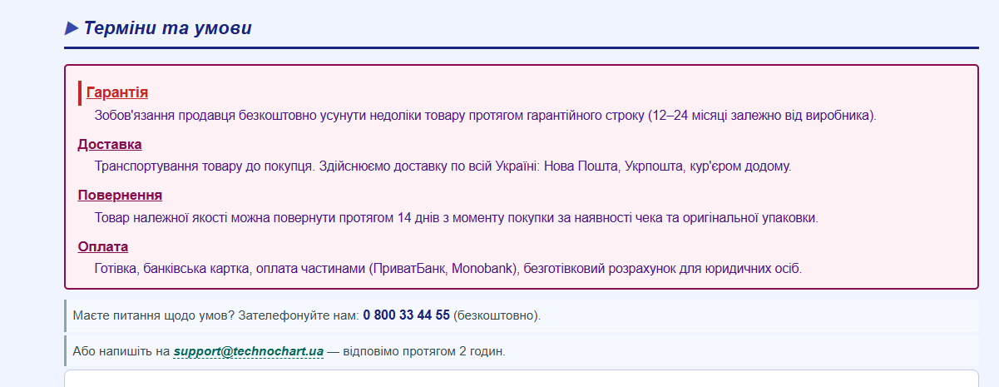 ▶ Терміни та умови
Гарантія
Зобов'язання продавця безкоштовно усунути недоліки товару протягом гарантійного строку (12–24 місяці залежно від виробника).
Доставка
Транспортування товару до покупця. Здійснюємо доставку по всій Україні: Нова Пошта, Укрпошта, кур'єром додому.
Повернення
Товар належної якості можна повернути протягом 14 днів з моменту покупки за наявності чека та оригінальної упаковки.
Оплата
Готівка, банківська картка, оплата частинами (ПриватБанк, Monobank), безготівковий розрахунок для юридичних осіб.
Маєте питання щодо умов? Зателефонуйте нам: 0 800 33 44 55 (безкоштовно).
Або напишіть на support@technochart.ua — відповімо протягом 2 годин.